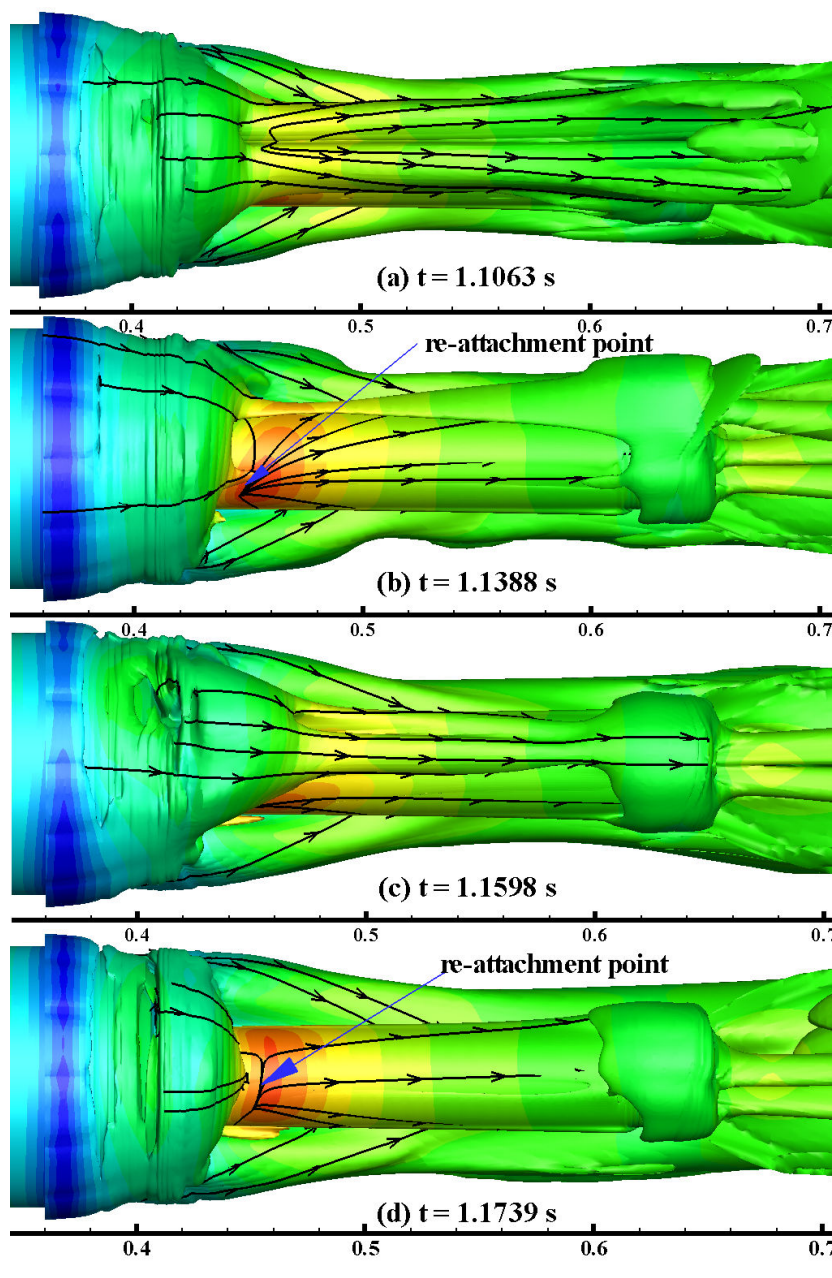 (a) t = 1.1063 s
0.4 0.5 0.6 0.7
re-attachment point
(b) t = 1.1388 s
0.4 0.5 0.6 0.7
(c) t = 1.1598 s
0.4 0.5 0.6 0.7
re-attachment point
(d) t = 1.1739 s
0.4 0.5 0.6 0.7